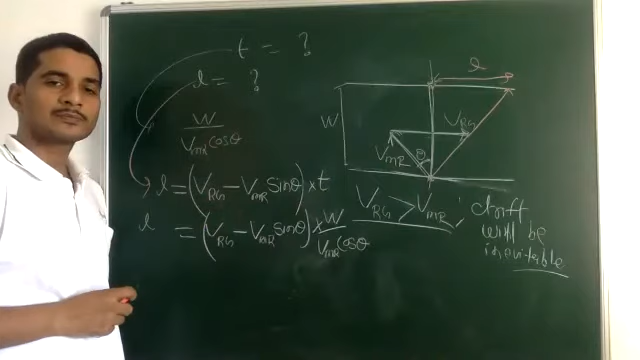 t = ?
l = ?
W
V_mR cosθ
l = (V_RG - V_mR sinθ) × t
l = (V_RG - V_mR sinθ) × W / V_mR cosθ
l
W
V_RG
V_mR
θ
V_RG > V_mR ; drift
will be
inevitable